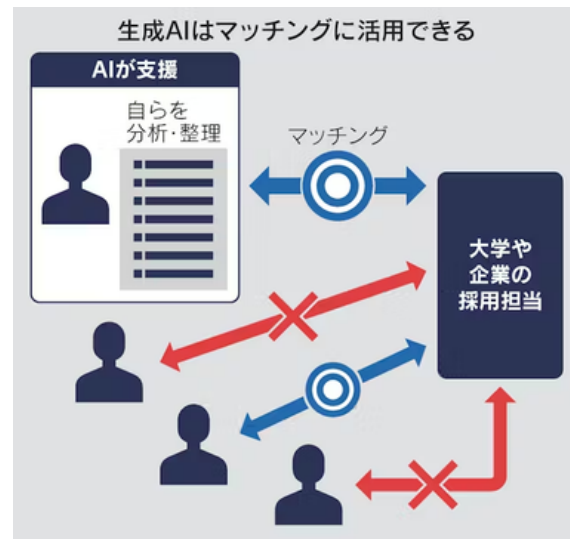 生成AIはマッチングに活用できる
AIが支援
自らを
分析・整理
マッチング
大学や
企業の
採用担当